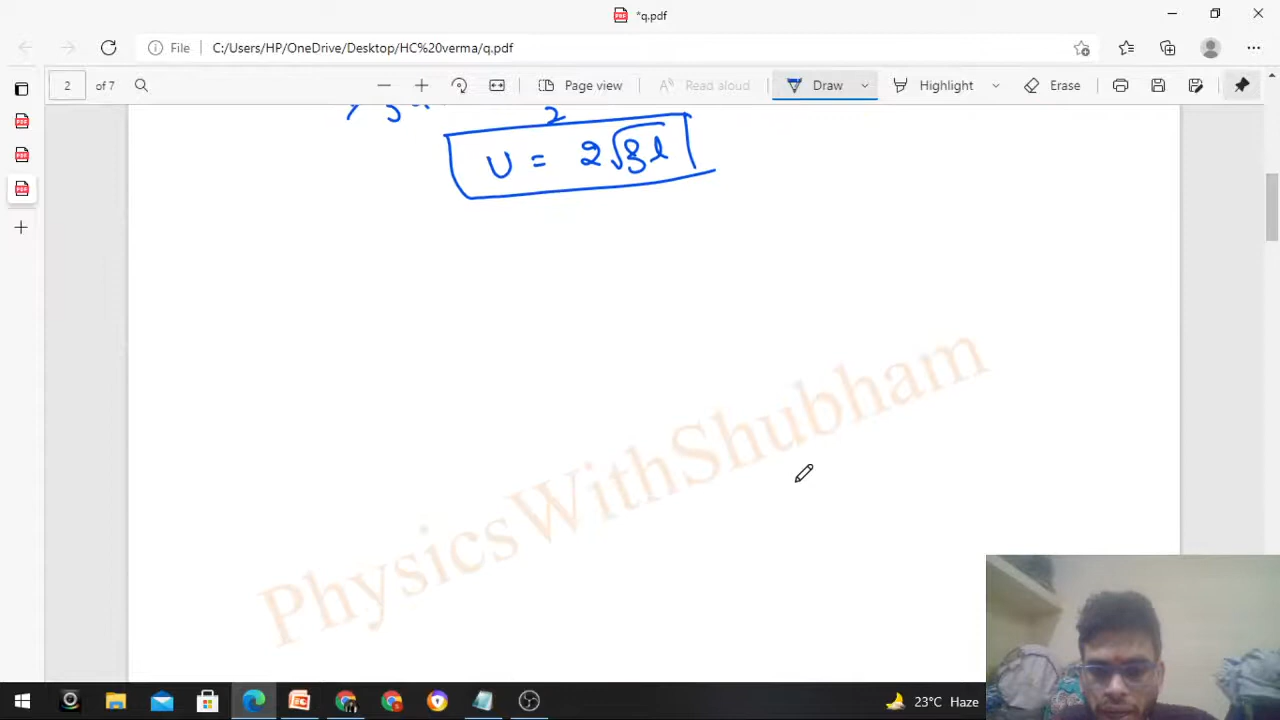 *q.pdf
File C:/Users/HP/OneDrive/Desktop/HC%20verma/q.pdf
2 of 7 Page view Read aloud Draw Highlight Erase
2
U = 2√gl
PhysicsWithShubham
23°C Haze